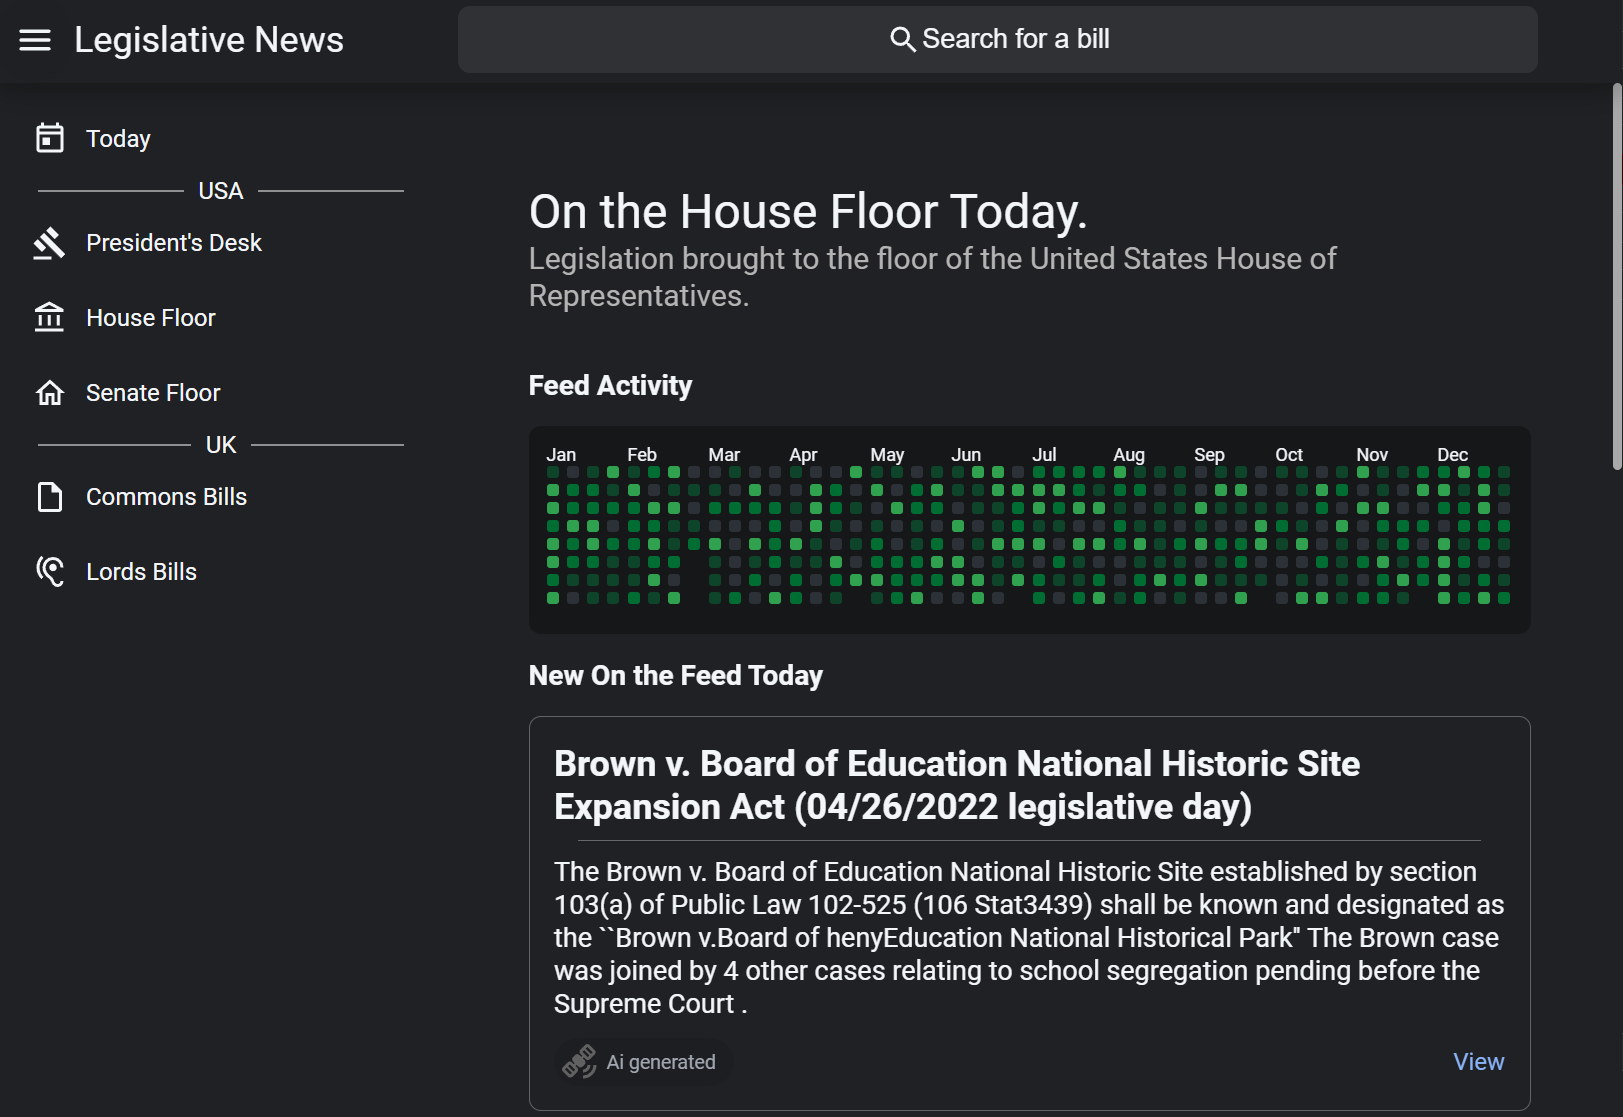 Legislative News
Search for a bill
Today
USA
President's Desk
House Floor
Senate Floor
UK
Commons Bills
Lords Bills
On the House Floor Today.
Legislation brought to the floor of the United States House of
Representatives.
Feed Activity
Jan Feb Mar Apr May Jun Jul Aug Sep Oct Nov Dec
New On the Feed Today
Brown v. Board of Education National Historic Site
Expansion Act (04/26/2022 legislative day)
The Brown v. Board of Education National Historic Site established by section
103(a) of Public Law 102-525 (106 Stat3439) shall be known and designated as
the ``Brown v.Board of henyEducation National Historical Park" The Brown case
was joined by 4 other cases relating to school segregation pending before the
Supreme Court .
Ai generated
View